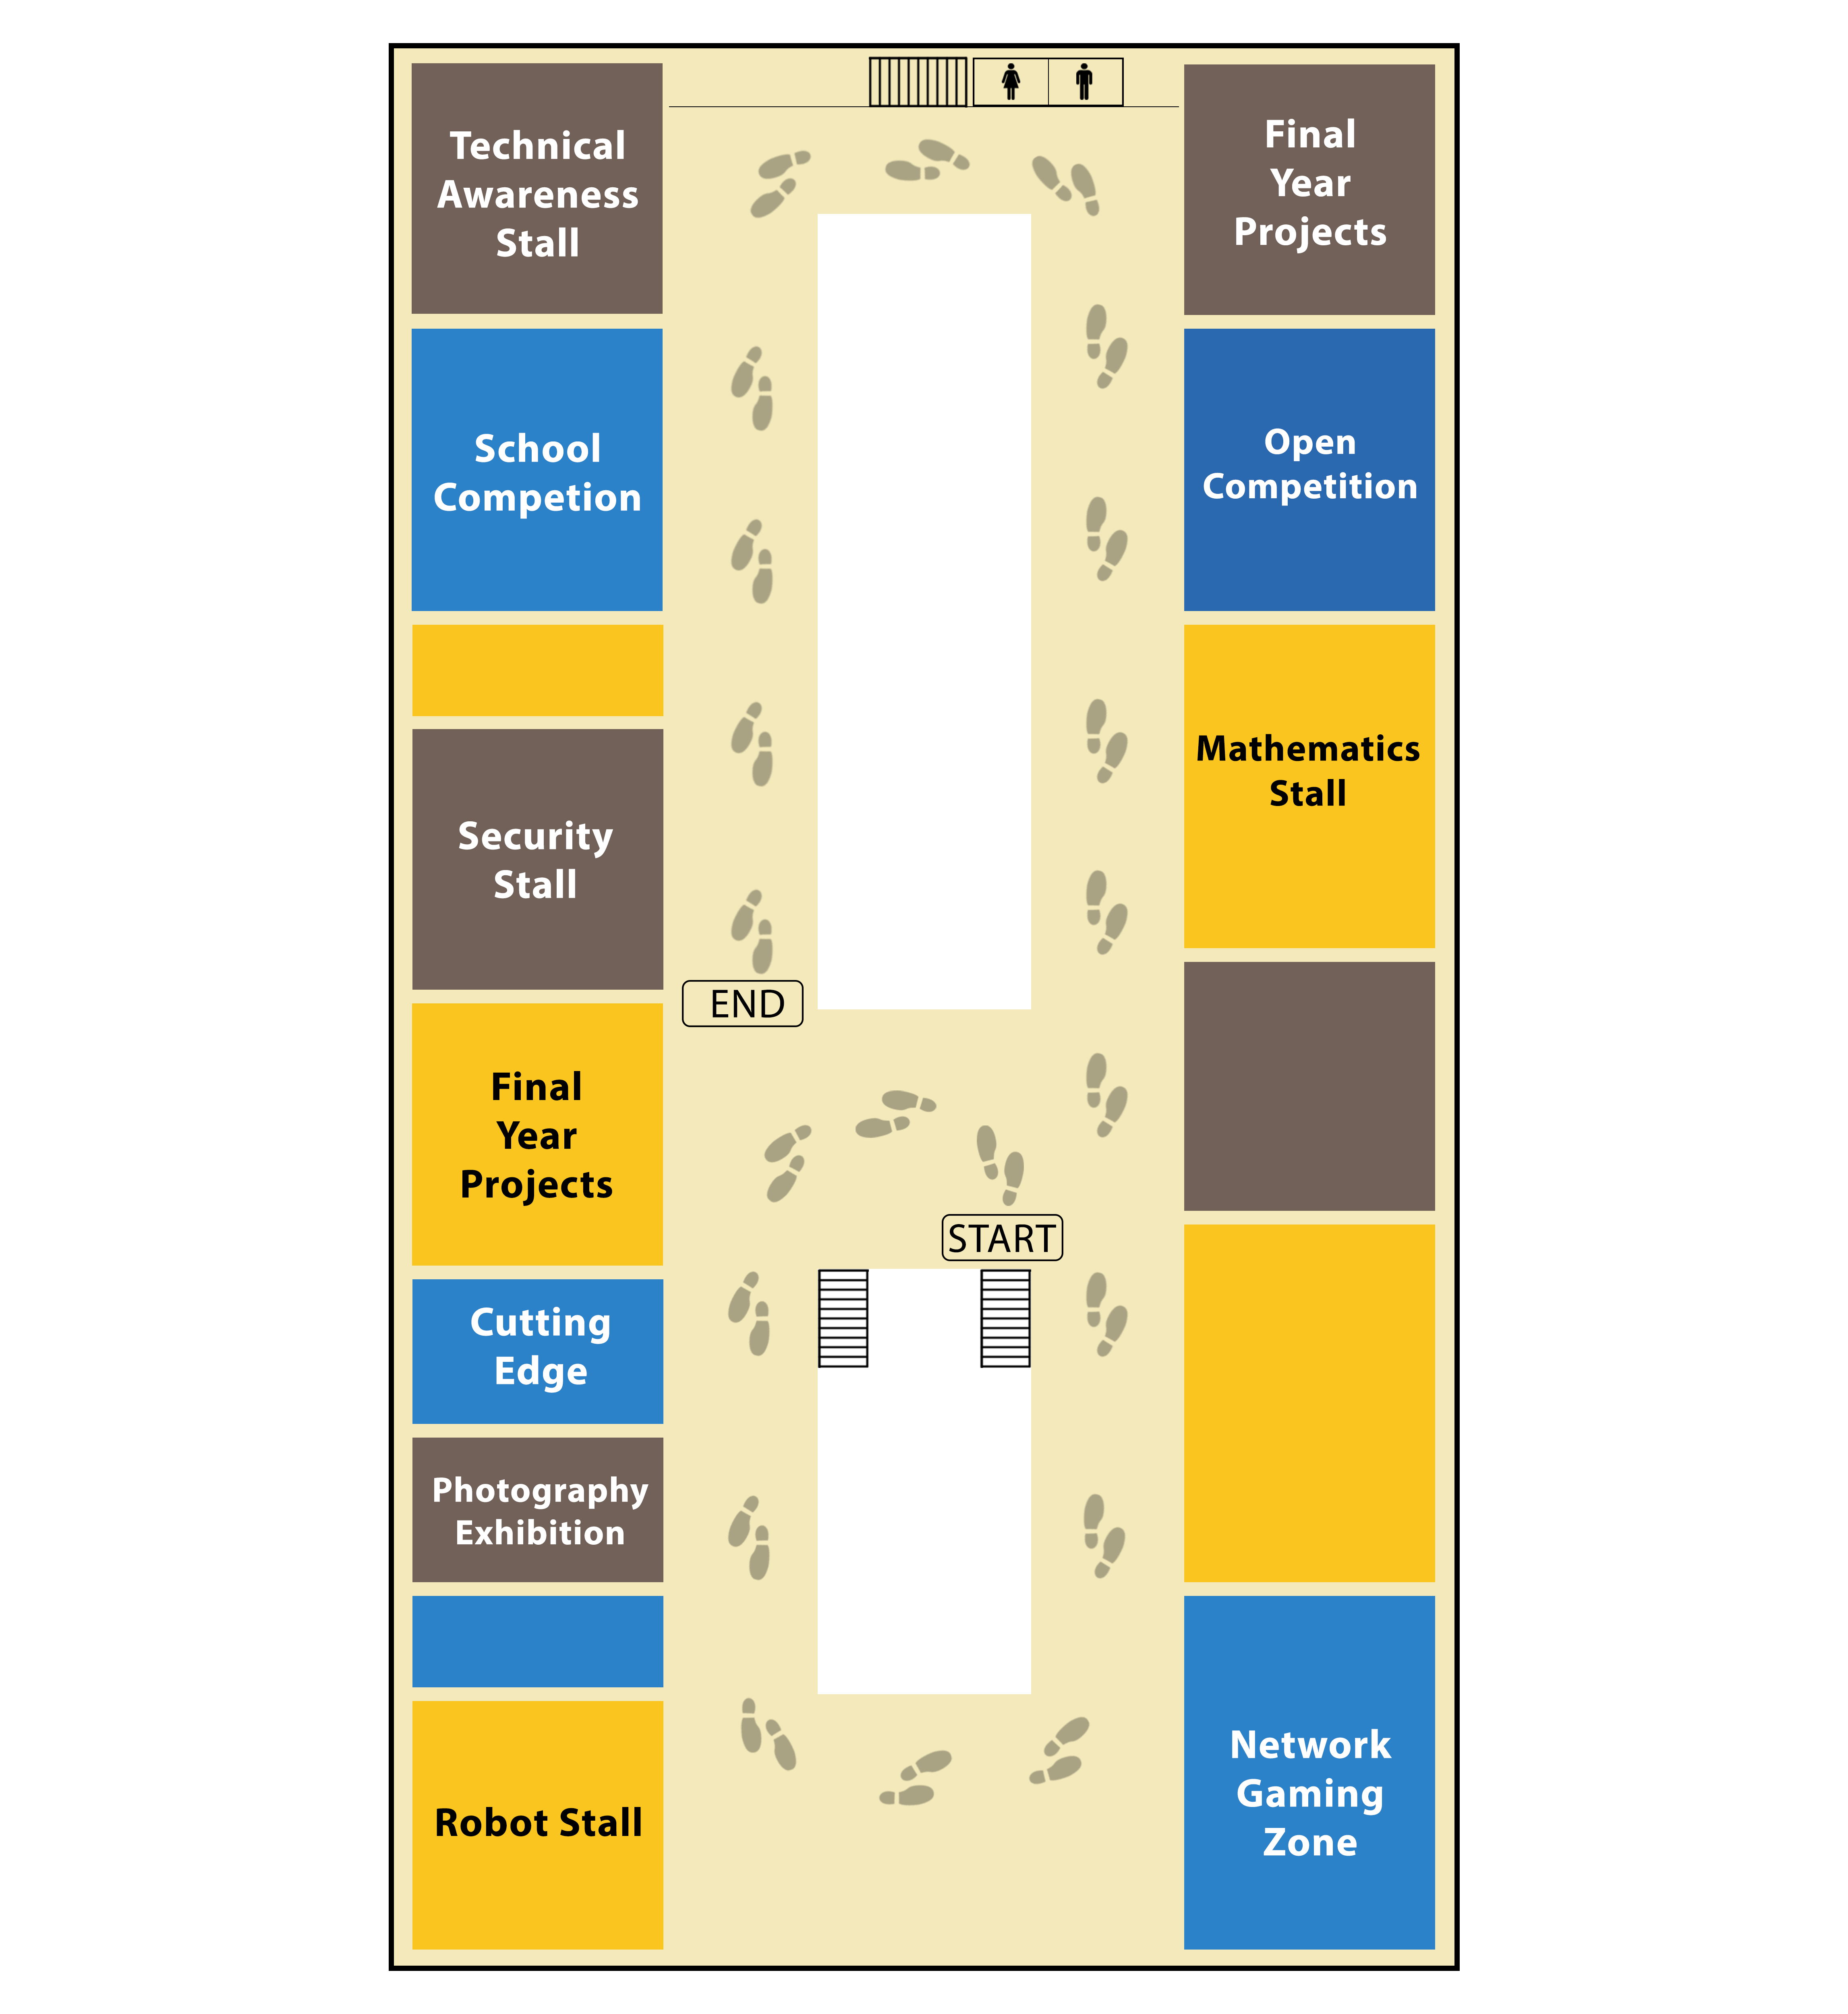 Technical
Awareness
Stall
Final
Year
Projects
School
Competion
Open
Competition
Mathematics
Stall
Security
Stall
END
Final
Year
Projects
START
Cutting
Edge
Photography
Exhibition
Network
Gaming
Zone
Robot Stall